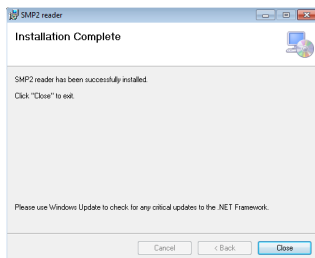 SMP2 reader
Installation Complete
SMP2 reader has been successfully installed.
Click "Close" to exit.
Please use Windows Update to check for any critical updates to the .NET Framework.
Cancel
< Back
Close